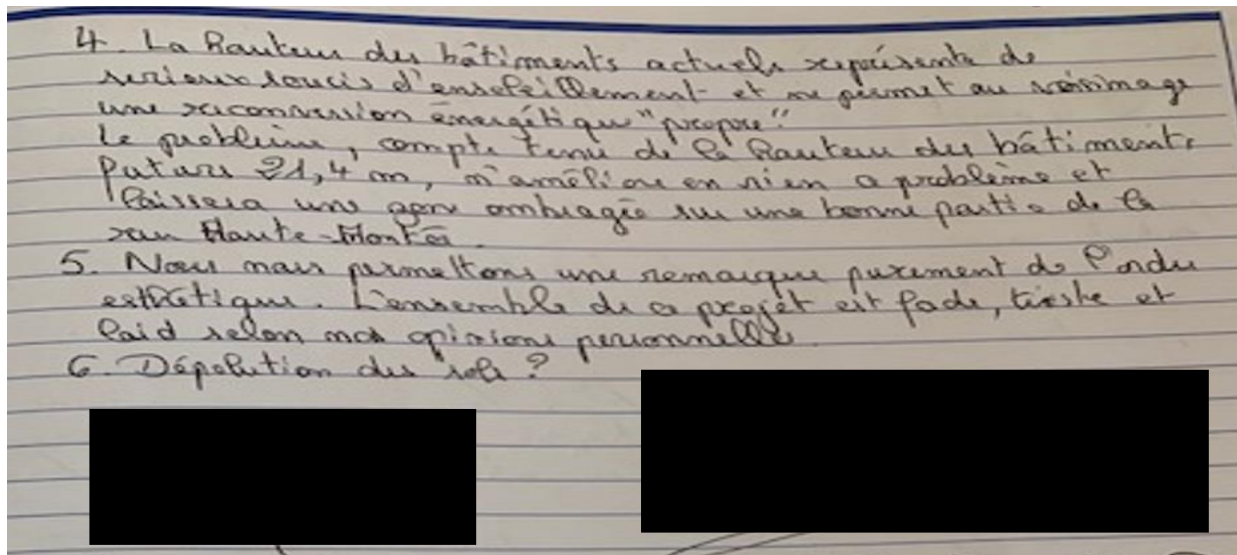 4. La hauteur des bâtiments actuels représente de
serieux soucis d'ensoleillement et ne permet au voisinage
une reconversion énergétique "propre".
Le problème, compte tenu de la hauteur des bâtiments
futurs 21,4 m, n'améliore en rien ce problème et
laissera une zone ombragée sur une bonne partie de la
rue Haute-Montée.
5. Nous nous permettons une remarque purement de l'ordre
esthétique. L'ensemble de ce projet est fade, triste et
laid selon nos opinions personnelles.
6. Dépolution des sols ?